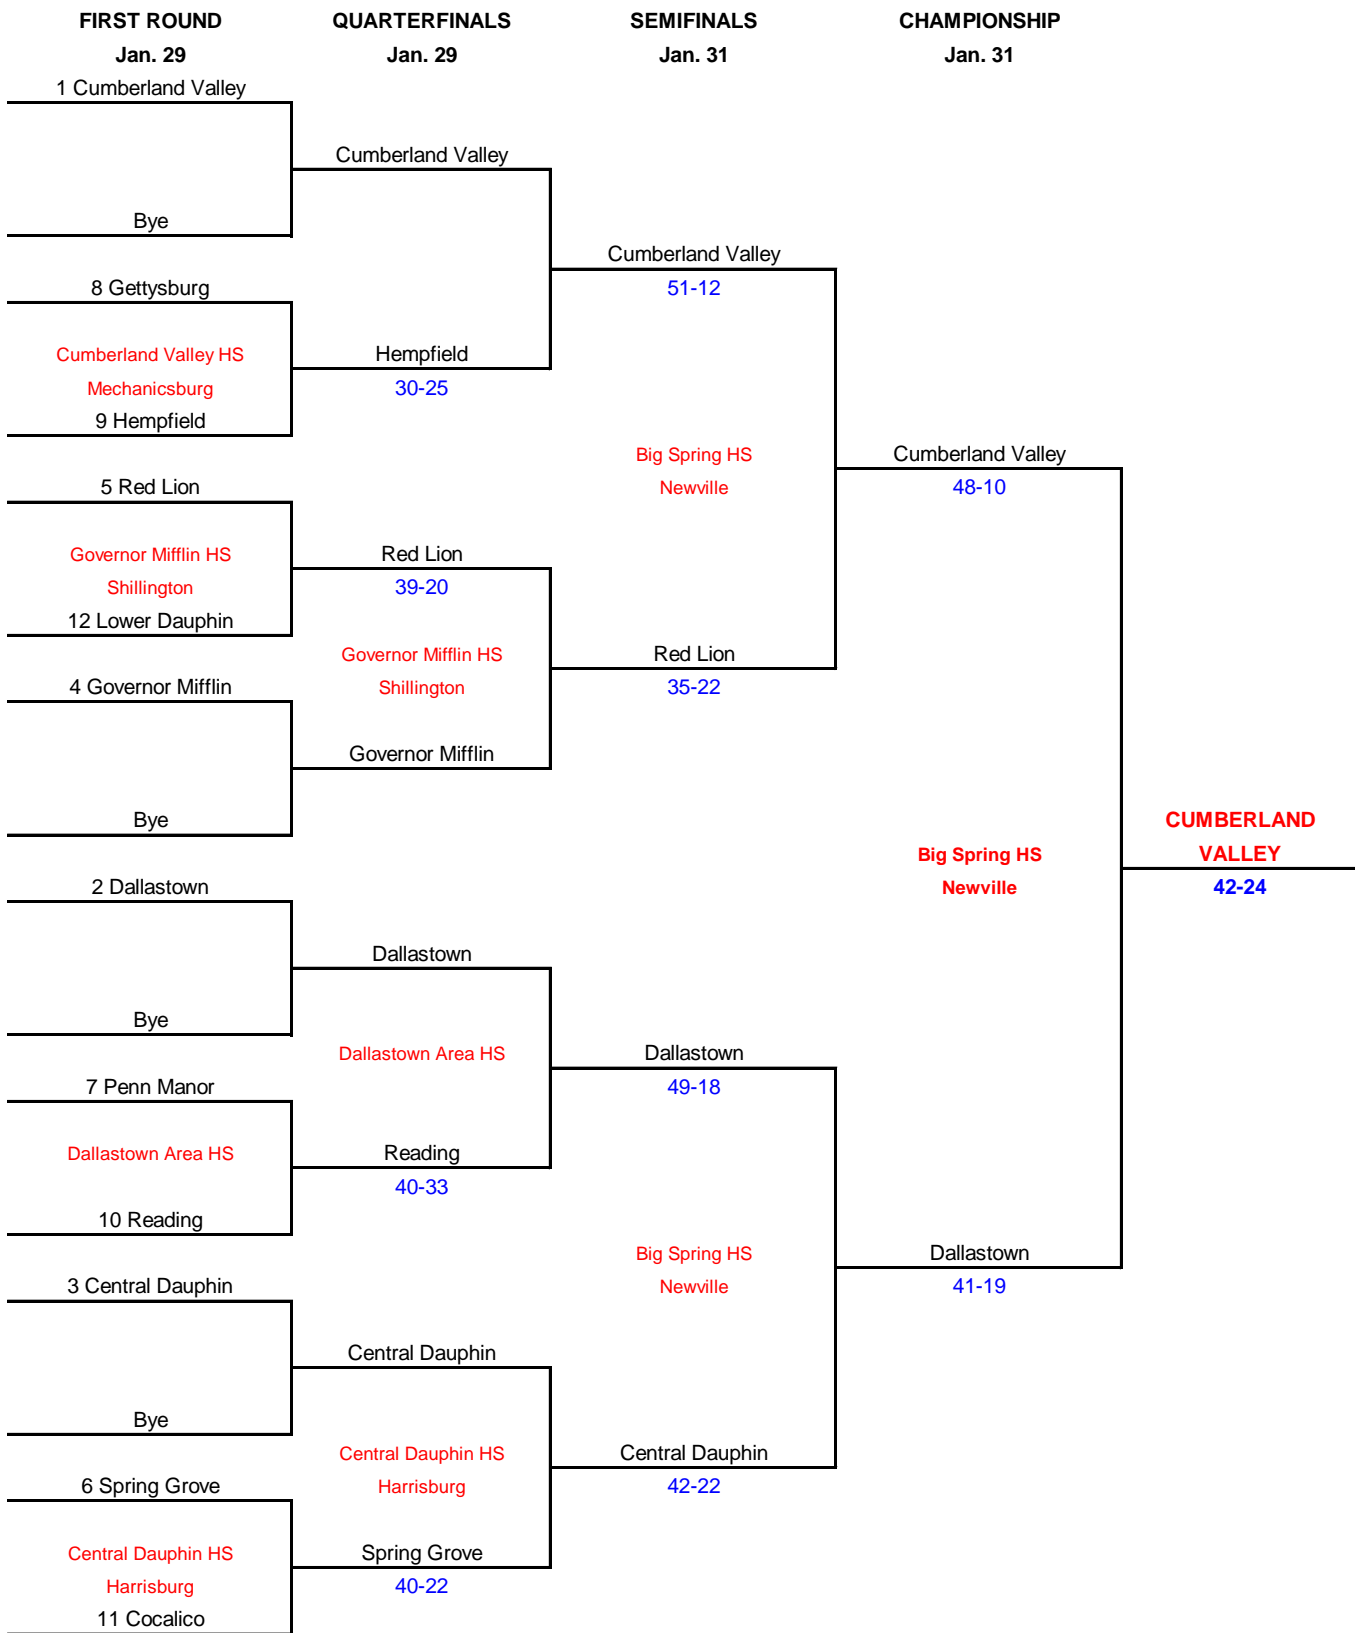 FIRST ROUND QUARTERFINALS SEMIFINALS CHAMPIONSHIP
Jan. 29 Jan. 29 Jan. 31 Jan. 31
1 Cumberland Valley
Cumberland Valley
Bye
Cumberland Valley
8 Gettysburg 51-12
Cumberland Valley HS Hempfield
Mechanicsburg 30-25
9 Hempfield
Big Spring HS Cumberland Valley
5 Red Lion Newville 48-10
Governor Mifflin HS Red Lion
Shillington 39-20
12 Lower Dauphin
Governor Mifflin HS Red Lion
4 Governor Mifflin Shillington 35-22
Governor Mifflin
Bye CUMBERLAND
Big Spring HS VALLEY
2 Dallastown Newville 42-24
Dallastown
Bye
Dallastown Area HS Dallastown
7 Penn Manor 49-18
Dallastown Area HS Reading
40-33
10 Reading
Big Spring HS Dallastown
3 Central Dauphin Newville 41-19
Central Dauphin
Bye
Central Dauphin HS Central Dauphin
6 Spring Grove Harrisburg 42-22
Central Dauphin HS Spring Grove
Harrisburg 40-22
11 Cocalico